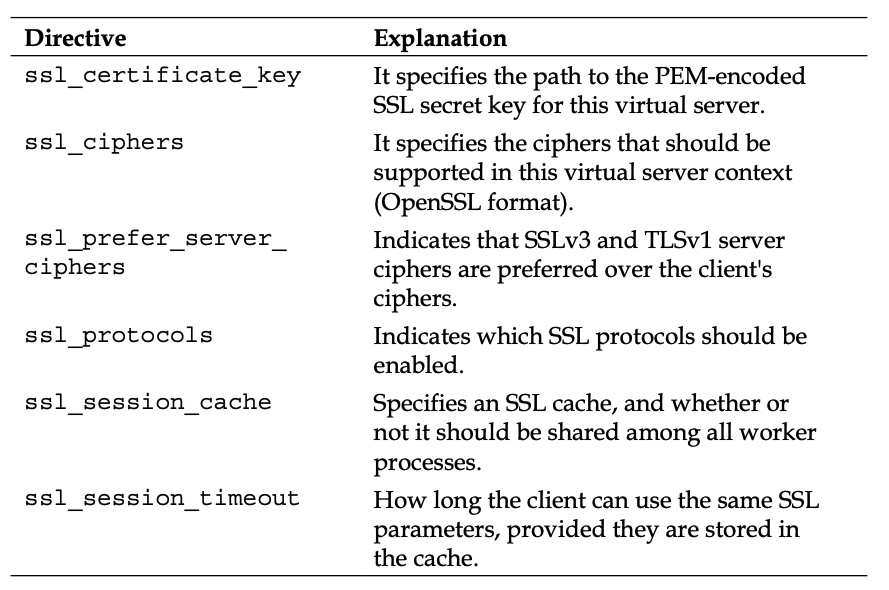 Directive Explanation
ssl_certificate_key It specifies the path to the PEM-encoded
SSL secret key for this virtual server.
ssl_ciphers It specifies the ciphers that should be
supported in this virtual server context
(OpenSSL format).
ssl_prefer_server_ Indicates that SSLv3 and TLSv1 server
ciphers ciphers are preferred over the client's
ciphers.
ssl_protocols Indicates which SSL protocols should be
enabled.
ssl_session_cache Specifies an SSL cache, and whether or
not it should be shared among all worker
processes.
ssl_session_timeout How long the client can use the same SSL
parameters, provided they are stored in
the cache.